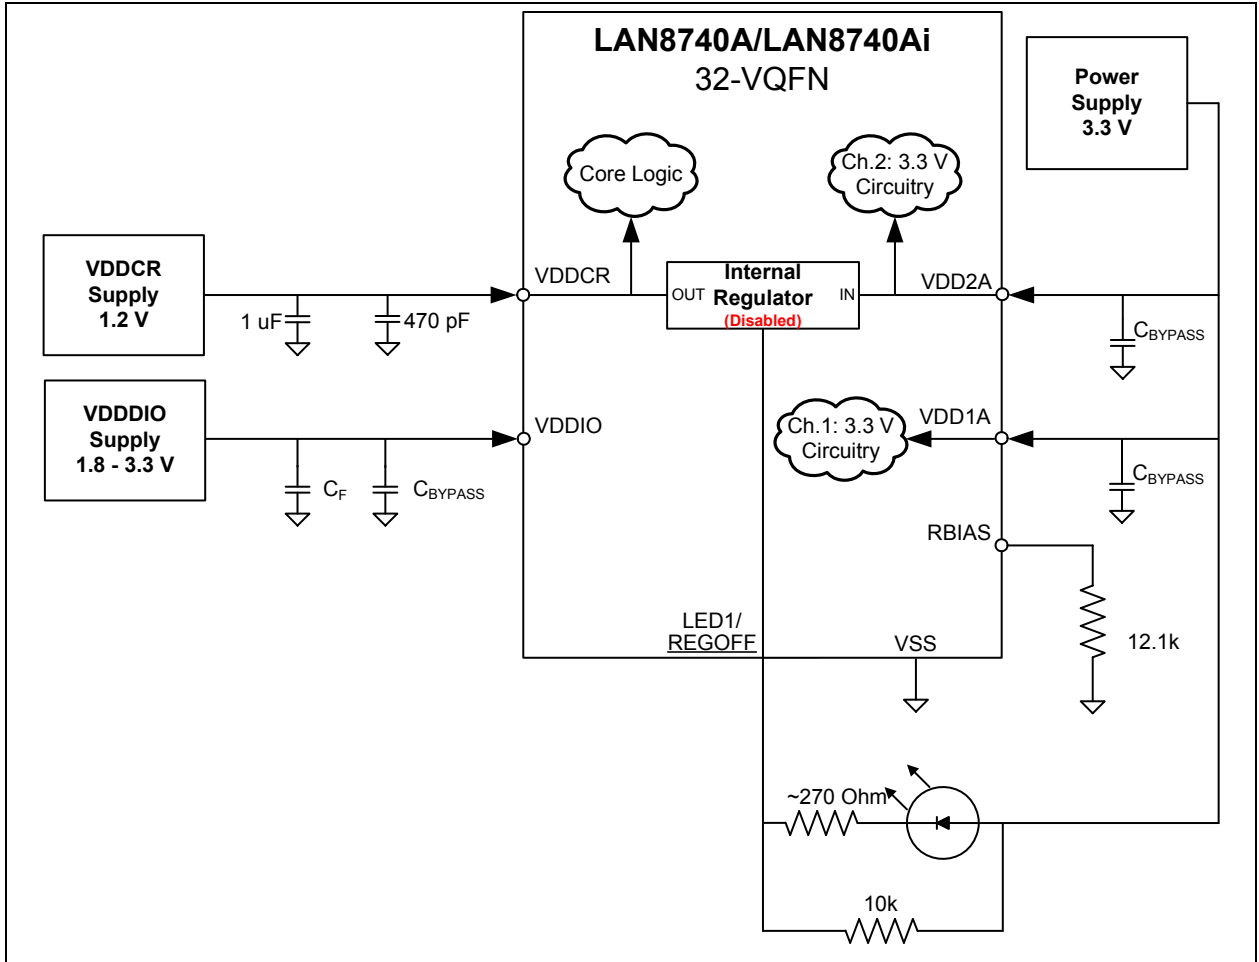 LAN8740A/LAN8740Ai
32-VQFN
Power
Supply
3.3 V
Core Logic
Ch.2: 3.3 V
Circuitry
VDDCR
Supply
1.2 V
VDDCR
OUT
Internal
Regulator
(Disabled)
IN
VDD2A
1 uF
470 pF
CBYPASS
VDDDIO
Supply
1.8 - 3.3 V
VDDIO
Ch.1: 3.3 V
Circuitry
VDD1A
CF
CBYPASS
CBYPASS
RBIAS
LED1/
REGOFF
VSS
12.1k
~270 Ohm
10k